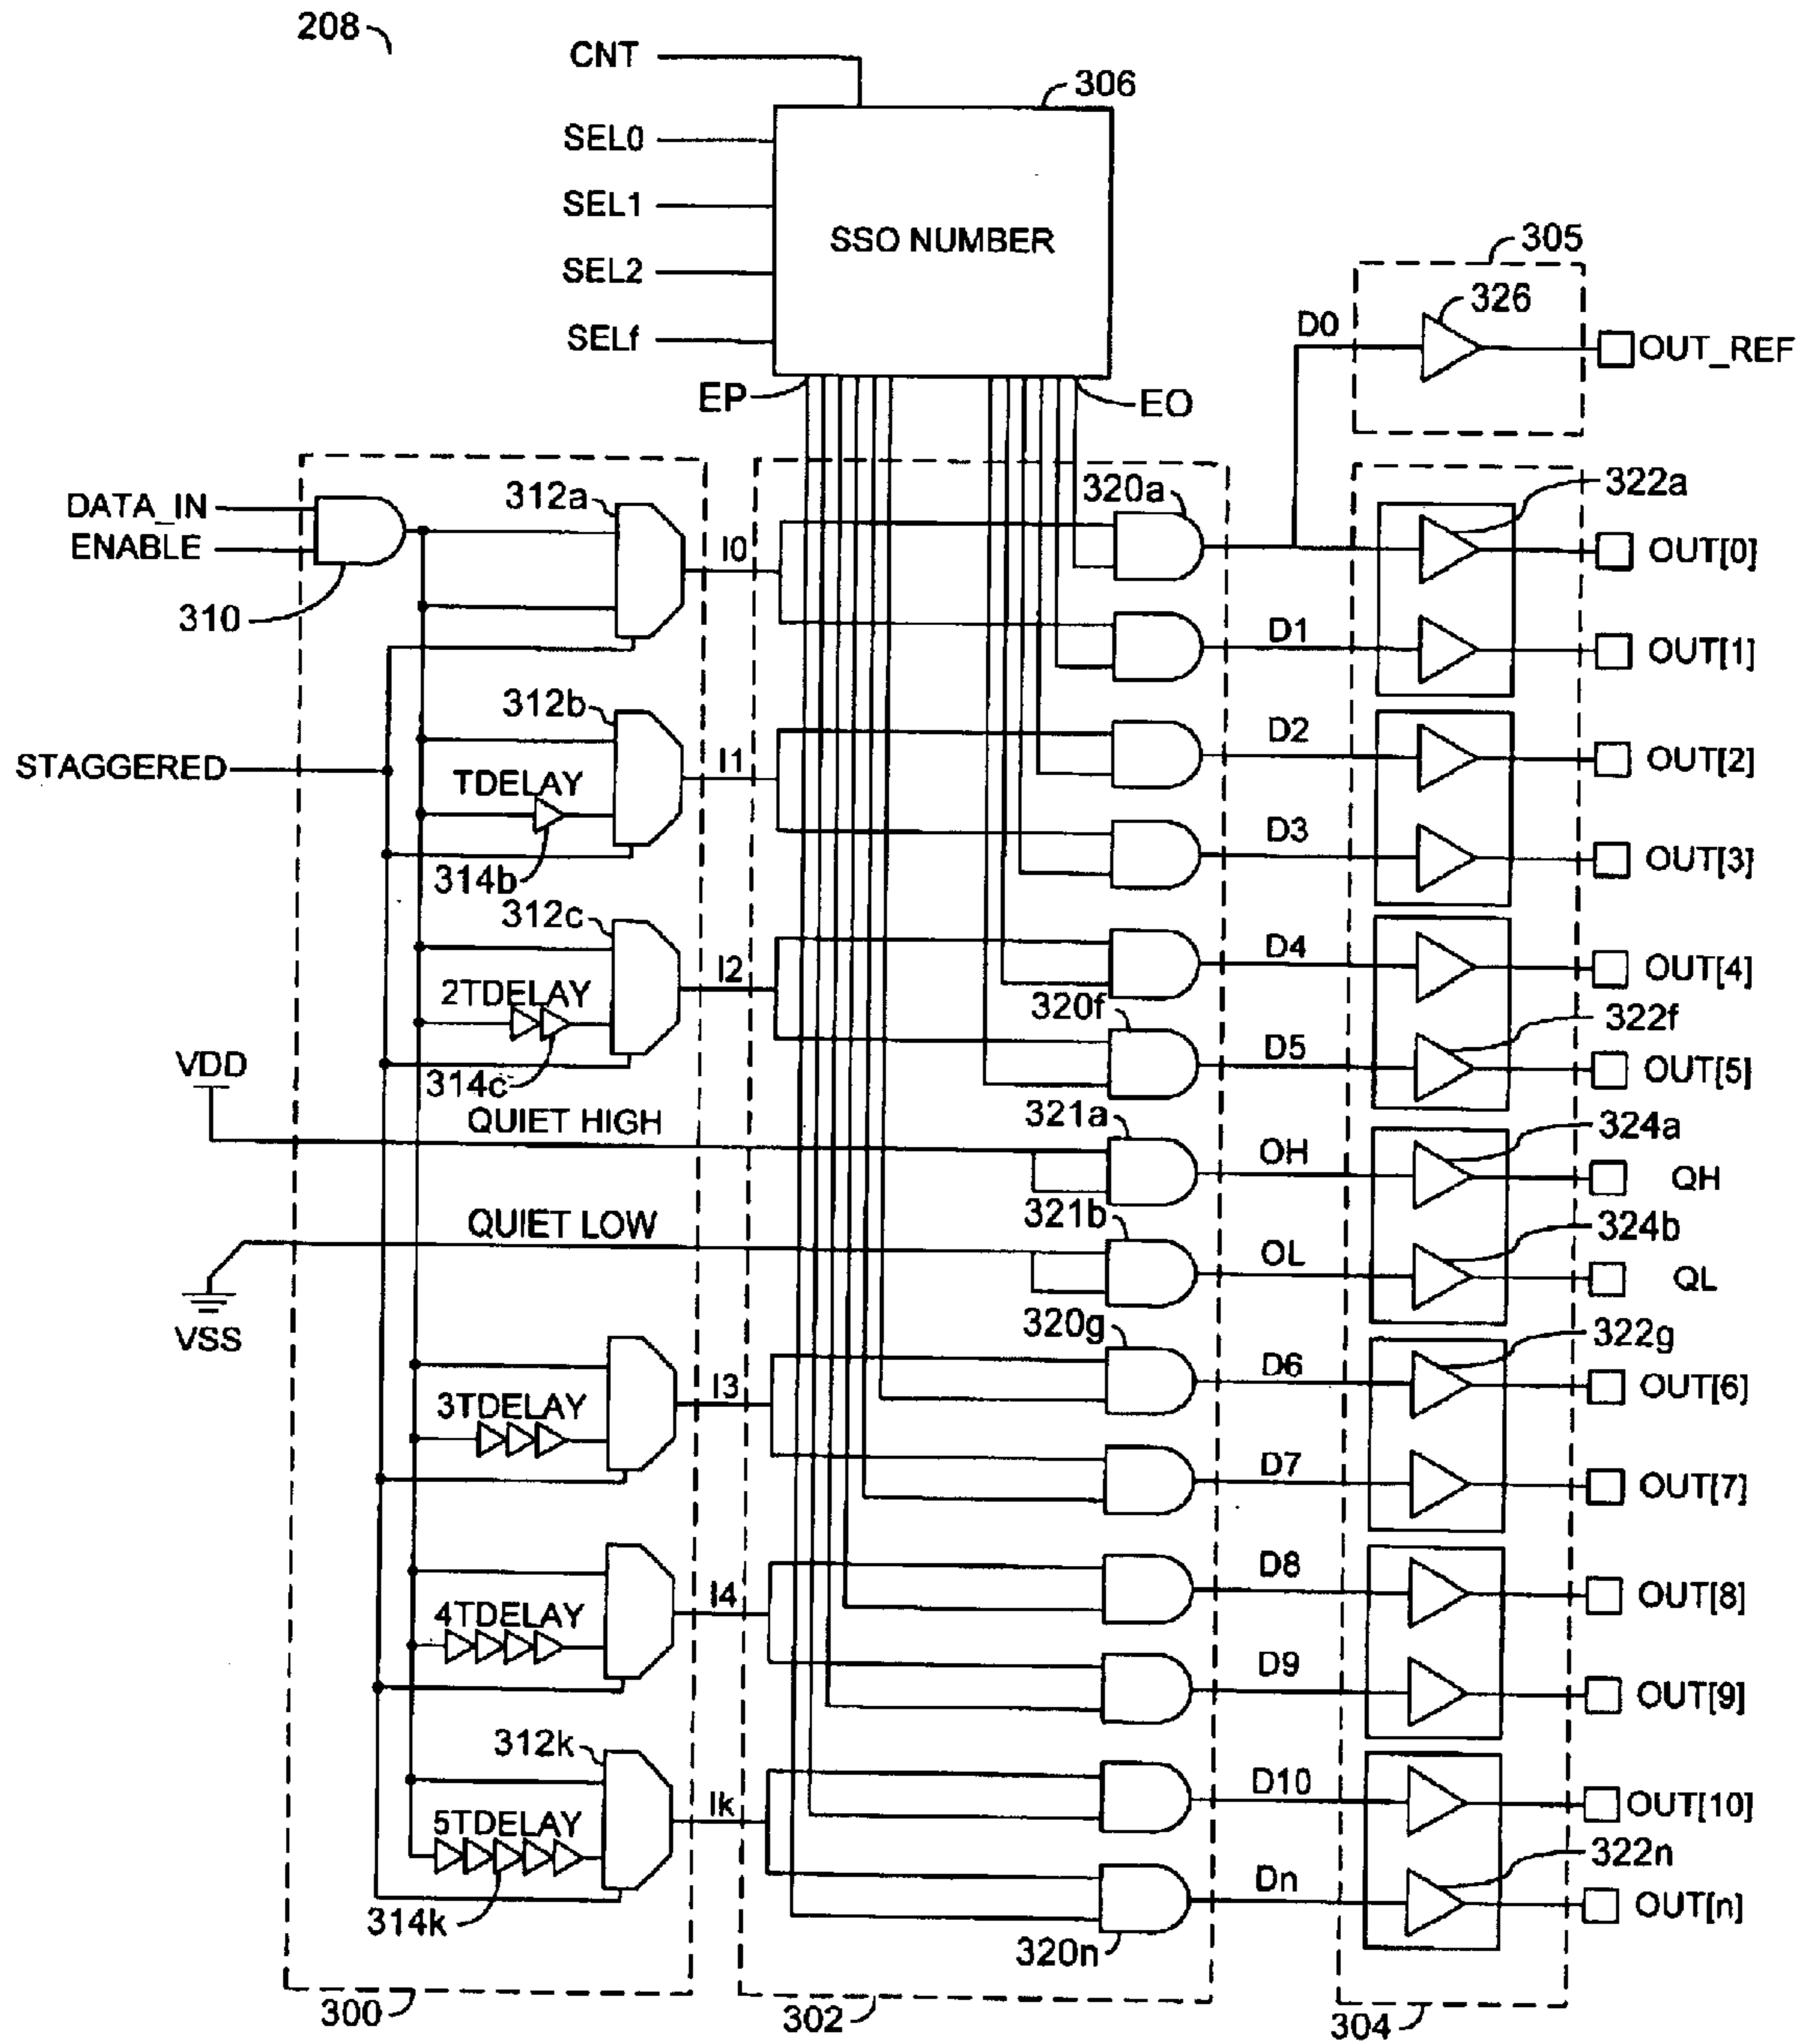 208
CNT
306
SEL0
SEL1
SEL2
SELf
SSO NUMBER
305
326
D0
OUT_REF
EP
EO
DATA_IN
ENABLE
310
312a
I0
320a
322a
OUT[0]
D1
OUT[1]
312b
STAGGERED
TDELAY
I1
314b
D2
OUT[2]
D3
OUT[3]
312c
2TDELAY
I2
314c
D4
OUT[4]
320f
322f
D5
OUT[5]
VDD
QUIET HIGH
321a
OH
324a
QH
QUIET LOW
321b
OL
324b
QL
VSS
320g
322g
I3
3TDELAY
D6
OUT[6]
D7
OUT[7]
I4
4TDELAY
D8
OUT[8]
D9
OUT[9]
312k
5TDELAY
Ik
314k
D10
OUT[10]
322n
Dn
OUT[n]
320n
300
302
304